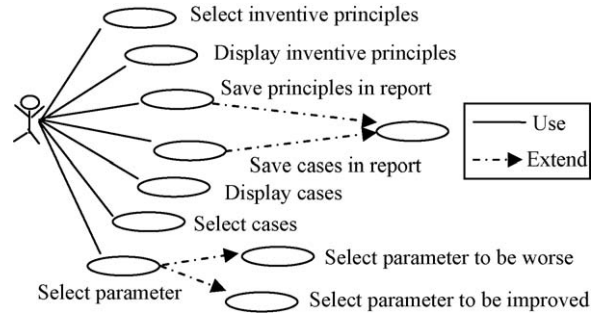 Select inventive principles
Display inventive principles
Save principles in report
Use
Extend
Save cases in report
Display cases
Select cases
Select parameter to be worse
Select parameter
Select parameter to be improved